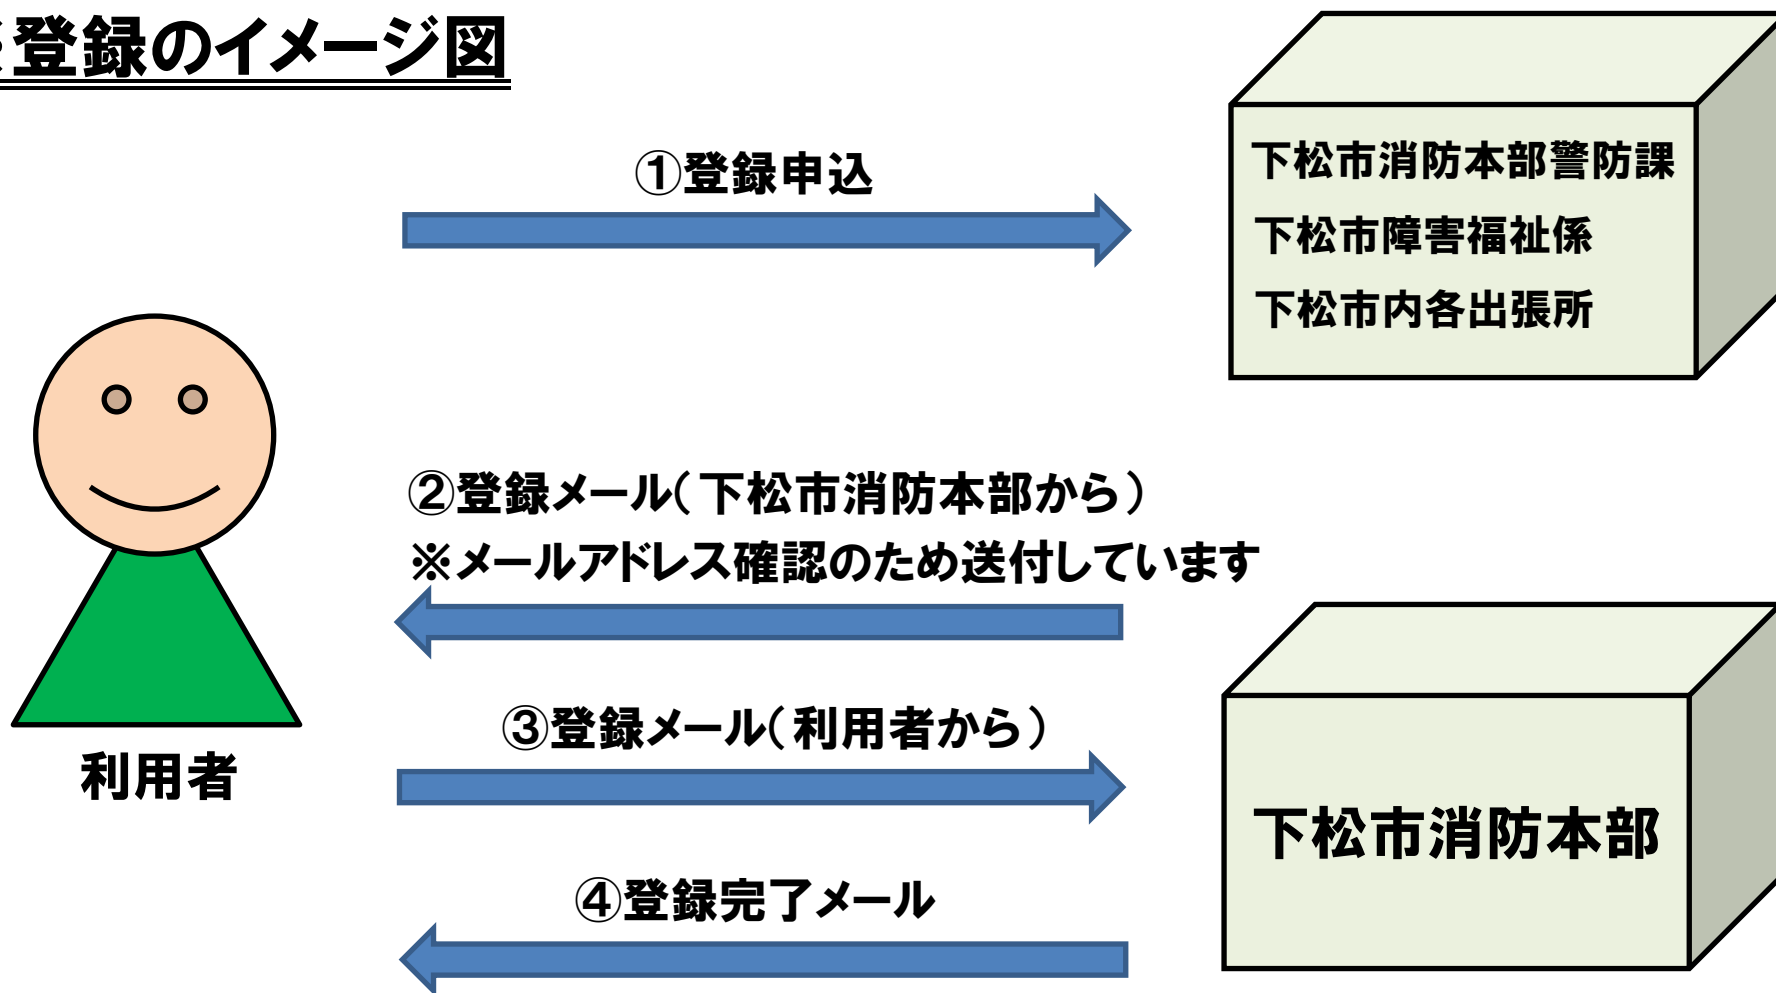 ※登録のイメージ図
①登録申込
下松市消防本部警防課
下松市障害福祉係
下松市内各出張所
②登録メール（下松市消防本部から）
※メールアドレス確認のため送付しています
③登録メール（利用者から）
利用者
下松市消防本部
④登録完了メール